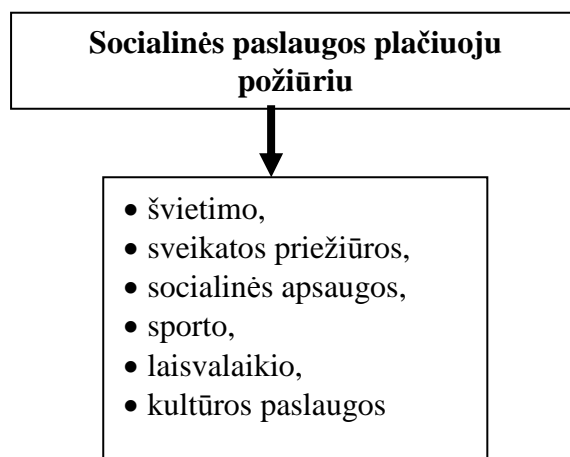 Socialinės paslaugos plačiuoju
požiūriu
• švietimo,
• sveikatos priežiūros,
• socialinės apsaugos,
• sporto,
• laisvalaikio,
• kultūros paslaugos